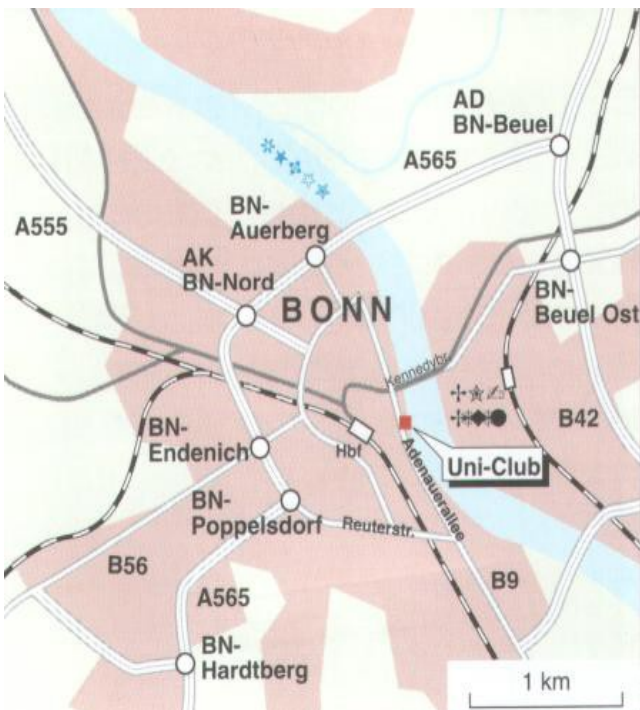 AD
BN-Beuel
A565
A555
BN-
Auerberg
AK
BN-Nord
BONN
BN-
Beuel Ost
Kennedybr.
B42
BN-
Endenich
Hbf
Uni-Club
Adenauerallee
BN-
Poppelsdorf
Reuterstr.
B56
A565
B9
BN-
Hardtberg
1 km